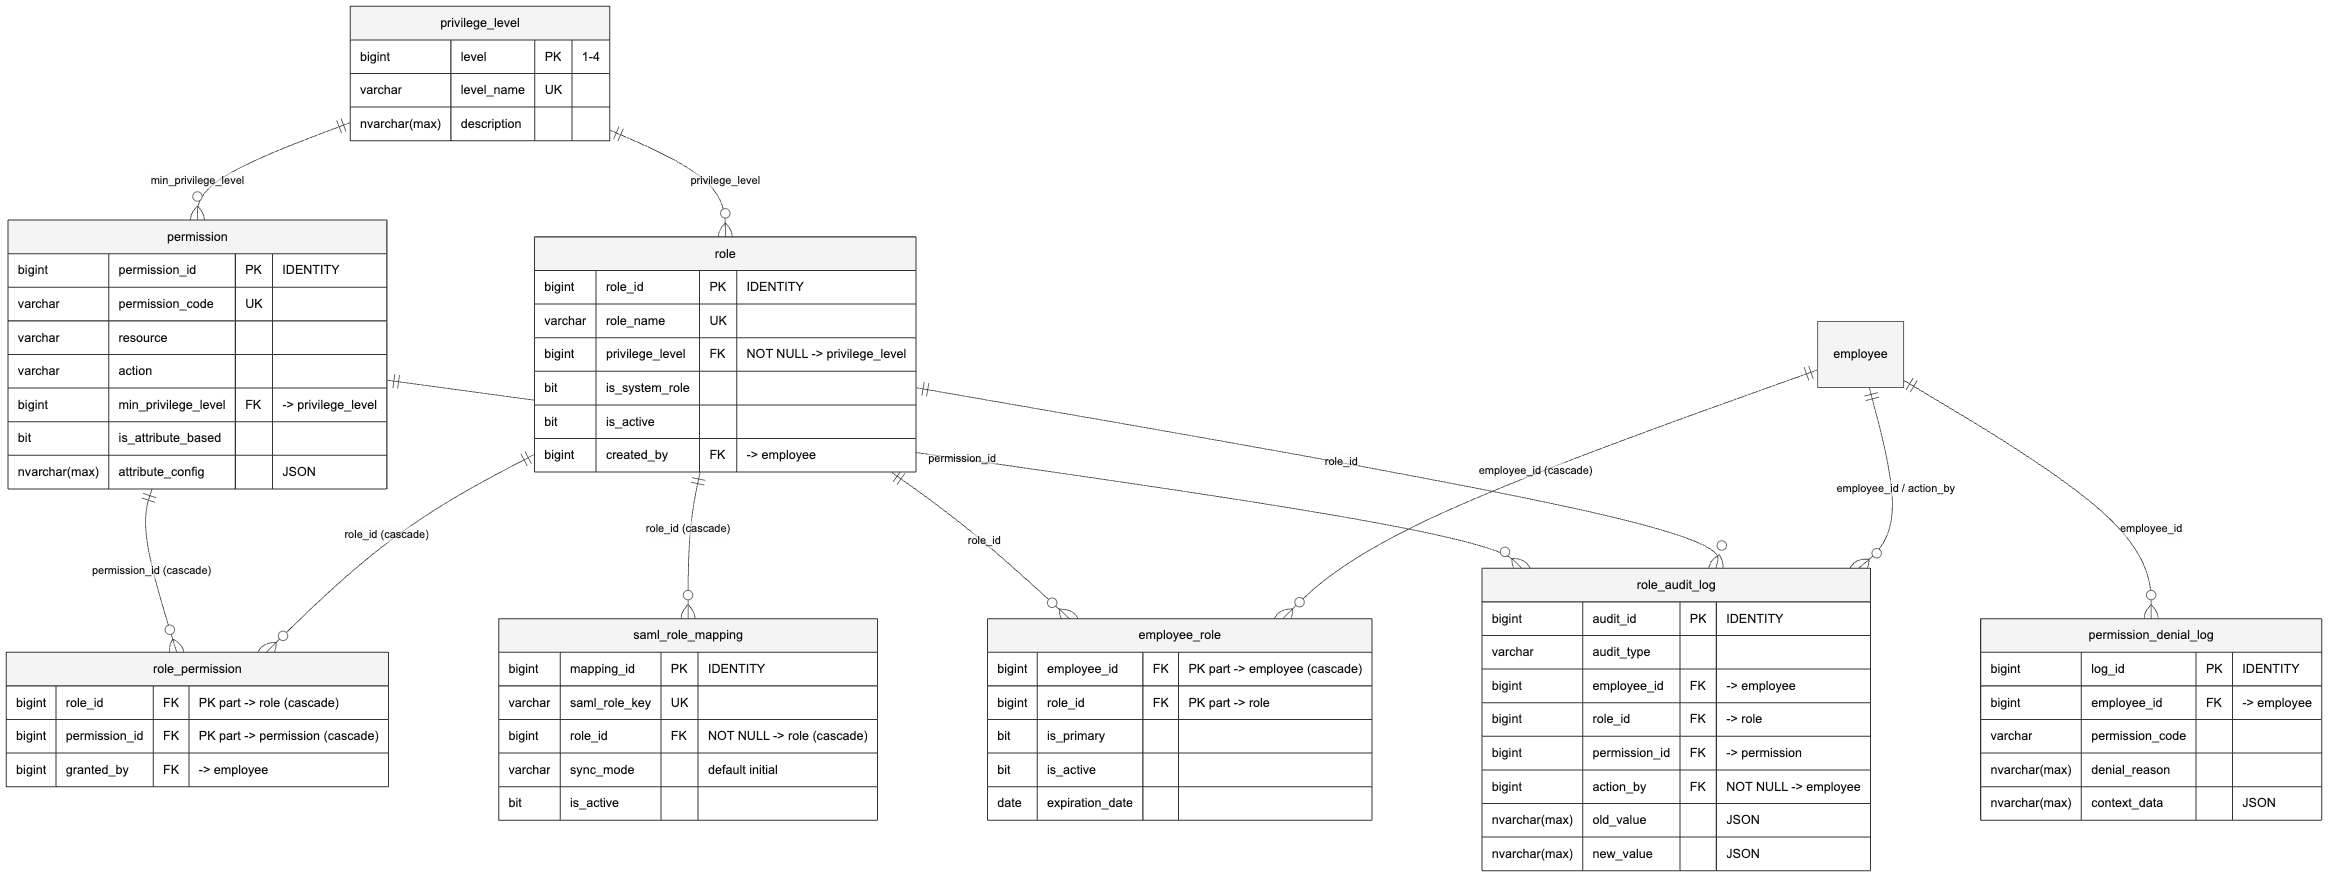 privilege_level
bigint level PK 1-4
varchar level_name UK
nvarchar(max) description
min_privilege_level
privilege_level
permission
bigint permission_id PK IDENTITY
varchar permission_code UK
varchar resource
varchar action
bigint min_privilege_level FK -> privilege_level
bit is_attribute_based
nvarchar(max) attribute_config JSON
role
bigint role_id PK IDENTITY
varchar role_name UK
bigint privilege_level FK NOT NULL -> privilege_level
bit is_system_role
bit is_active
bigint created_by FK -> employee
employee
permission_id
role_id
employee_id (cascade)
employee_id / action_by
employee_id
role_id (cascade)
role_id (cascade)
role_id
permission_id (cascade)
role_permission
bigint role_id FK PK part -> role (cascade)
bigint permission_id FK PK part -> permission (cascade)
bigint granted_by FK -> employee
saml_role_mapping
bigint mapping_id PK IDENTITY
varchar saml_role_key UK
bigint role_id FK NOT NULL -> role (cascade)
varchar sync_mode default initial
bit is_active
employee_role
bigint employee_id FK PK part -> employee (cascade)
bigint role_id FK PK part -> role
bit is_primary
bit is_active
date expiration_date
role_audit_log
bigint audit_id PK IDENTITY
varchar audit_type
bigint employee_id FK -> employee
bigint role_id FK -> role
bigint permission_id FK -> permission
bigint action_by FK NOT NULL -> employee
nvarchar(max) old_value JSON
nvarchar(max) new_value JSON
permission_denial_log
bigint log_id PK IDENTITY
bigint employee_id FK -> employee
varchar permission_code
nvarchar(max) denial_reason
nvarchar(max) context_data JSON